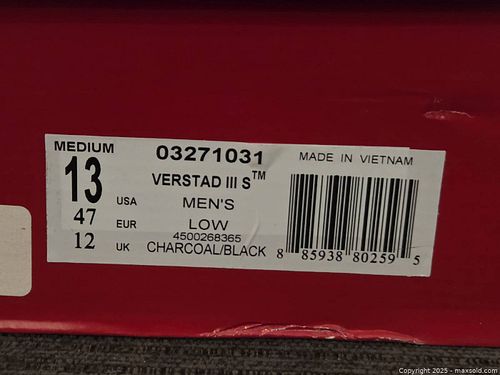 MEDIUM
03271031
MADE IN VIETNAM
13 USA
VERSTAD III S™
MEN'S
47 EUR
LOW
12 UK
4500268365
CHARCOAL/BLACK
8 85938 80259 5
Copyright 2025 - maxsold.com